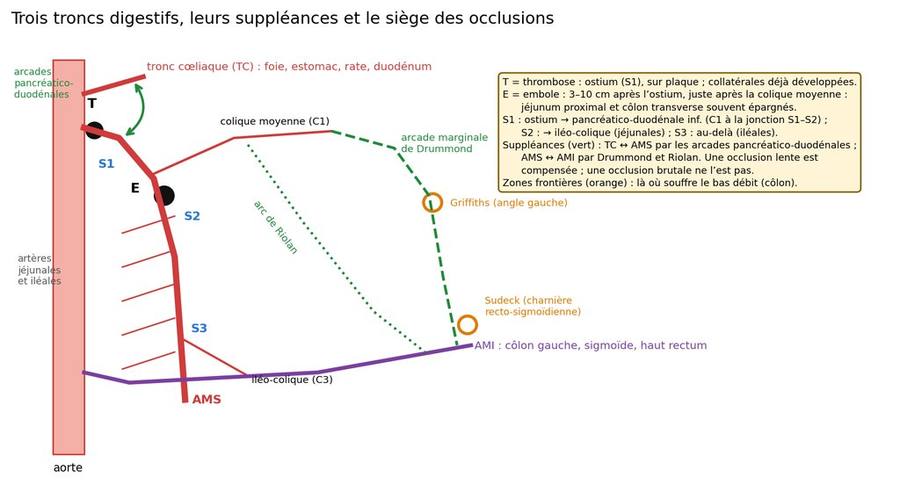 Trois troncs digestifs, leurs suppléances et le siège des occlusions
arcades
pancréatico-
duodénales
tronc cœliaque (TC) : foie, estomac, rate, duodénum
T
S1
E
S2
colique moyenne (C1)
arcade marginale
de Drummond
Griffiths (angle gauche)
arc de Riolan
artères
jéjunales
et iléales
Sudeck (charnière
recto-sigmoïdienne)
S3
AMI : côlon gauche, sigmoïde, haut rectum
iléo-colique (C3)
AMS
aorte
T = thrombose : ostium (S1), sur plaque ; collatérales déjà développées.
E = embole : 3–10 cm après l’ostium, juste après la colique moyenne :
jéjunum proximal et côlon transverse souvent épargnés.
S1 : ostium → pancréatico-duodénale inf. (C1 à la jonction S1–S2) ;
S2 : → iléo-colique (jéjunales) ; S3 : au-delà (iléales).
Suppléances (vert) : TC ↔ AMS par les arcades pancréatico-duodénales ;
AMS ↔ AMI par Drummond et Riolan. Une occlusion lente est
compensée ; une occlusion brutale ne l’est pas.
Zones frontières (orange) : là où souffre le bas débit (côlon).